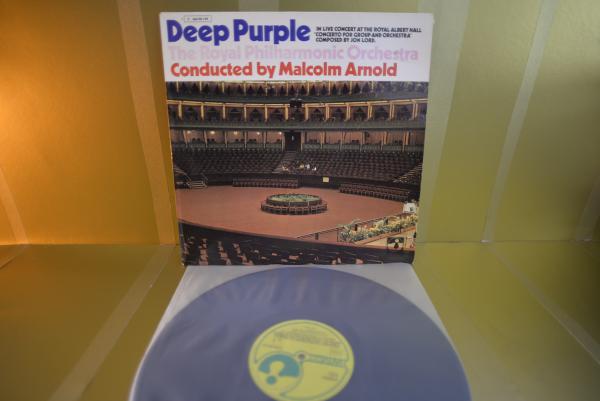 Deep Purple
IN LIVE CONCERT AT THE ROYAL ALBERT HALL
"CONCERTO FOR GROUP AND ORCHESTRA"
COMPOSED BY JON LORD.
The Royal Philharmonic Orchestra
Conducted by Malcolm Arnold